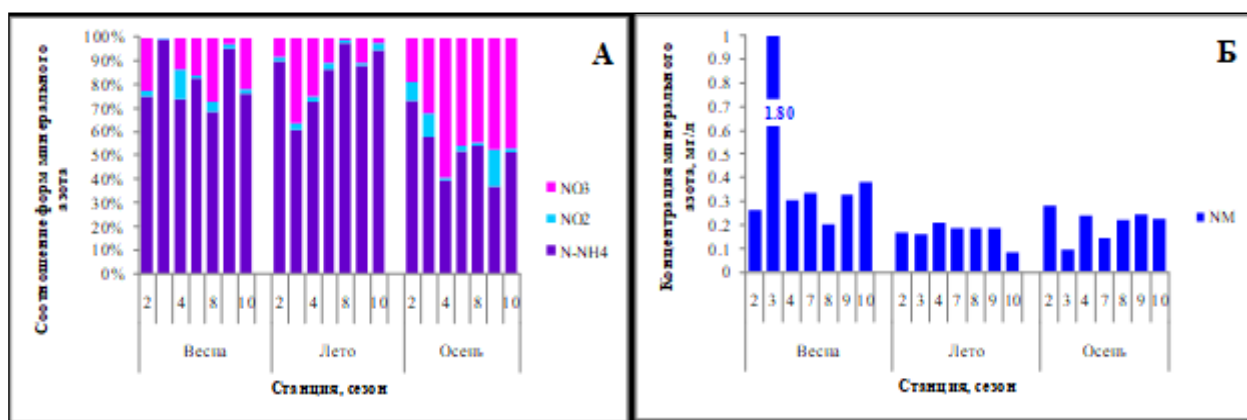 А
Соотношение форм минерального
азота
100%
90%
80%
70%
60%
50%
40%
30%
20%
10%
0%
NO3
NO2
N-NH4
2 4 8 10 2 4 8 10 2 4 8 10
Весна Лето Осень
Станция, сезон
Б
Концентрация минерального
азота, мг/л
1
0.9
0.8
0.7
0.6
0.5
0.4
0.3
0.2
0.1
0
1.80
NM
2 3 4 7 8 9 10 2 3 4 7 8 9 10 2 3 4 7 8 9 10
Весна Лето Осень
Станция, сезон